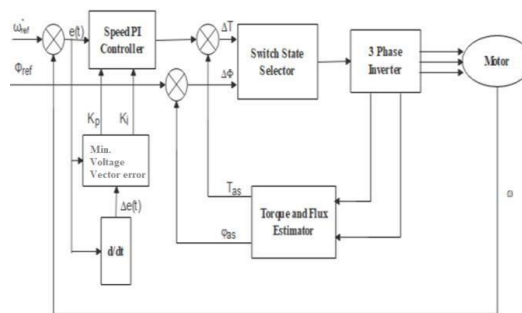 ω*ref
e(t)
Speed PI
Controller
ΔT
Switch State
Selector
3 Phase
Inverter
Motor
Φref
ΔΦ
Kp
Ki
Min.
Voltage
Vector error
Δe(t)
d/dt
Tas
φas
Torque and Flux
Estimator
ω